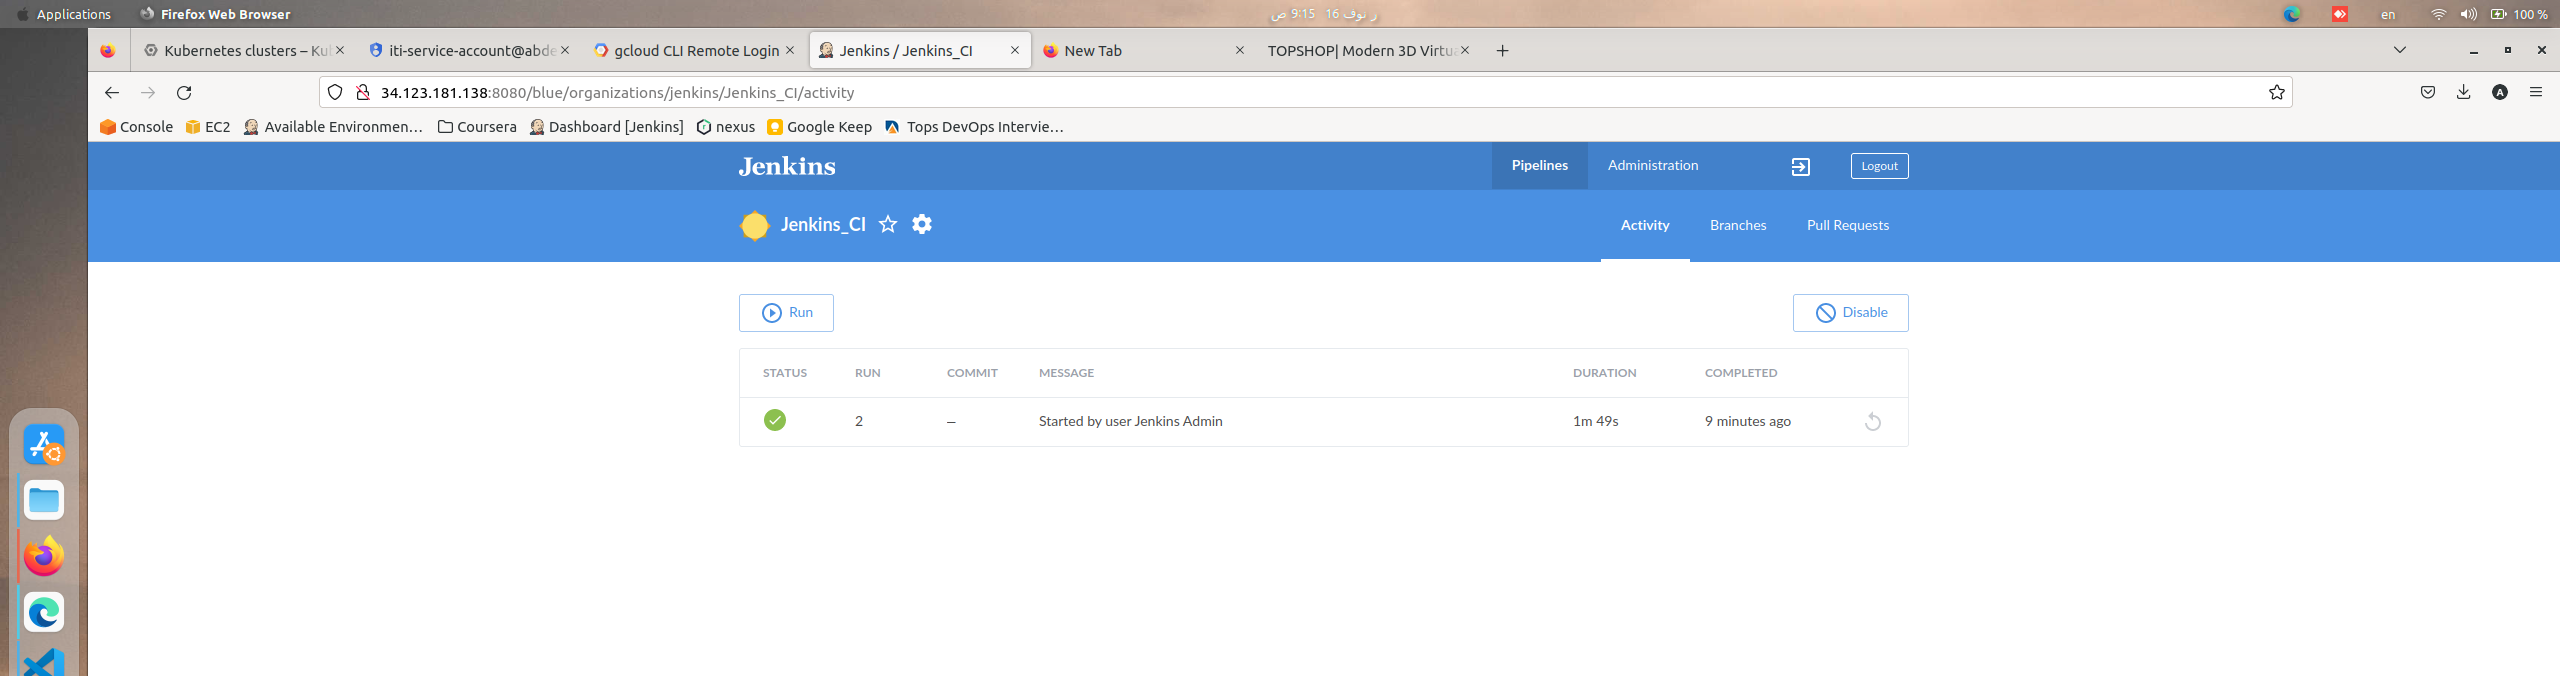 Applications Firefox Web Browser ر نوف 16 9:15 ص en 100 %
Kubernetes clusters – Kub iti-service-account@abde gcloud CLI Remote Login Jenkins / Jenkins_CI New Tab TOPSHOP| Modern 3D Virtua
34.123.181.138:8080/blue/organizations/jenkins/Jenkins_CI/activity A
Console EC2 Available Environmen... Coursera Dashboard [Jenkins] nexus Google Keep Tops DevOps Intervie...
Jenkins Pipelines Administration Logout
Jenkins_CI Activity Branches Pull Requests
Run Disable
STATUS RUN COMMIT MESSAGE DURATION COMPLETED
2 – Started by user Jenkins Admin 1m 49s 9 minutes ago